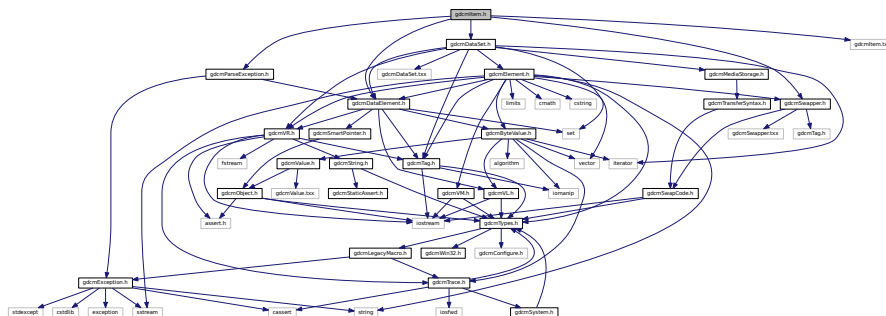 gdcmItem.h
gdcmDataSet.h
gdcmItem.tx
gdcmParseException.h
gdcmDataSet.txx
gdcmElement.h
gdcmMediaStorage.h
gdcmDataElement.h
limits
cmath
cstring
gdcmTransferSyntax.h
gdcmSwapper.h
gdcmVR.h
gdcmSmartPointer.h
gdcmByteValue.h
set
gdcmSwapper.txx
gdcmTag.h
fstream
gdcmValue.h
gdcmString.h
gdcmTag.h
algorithm
vector
iterator
gdcmObject.h
gdcmValue.txx
gdcmStaticAssert.h
gdcmVM.h
gdcmVL.h
iomanip
gdcmSwapCode.h
assert.h
iostream
gdcmTypes.h
gdcmLegacyMacro.h
gdcmWin32.h
gdcmConfigure.h
gdcmException.h
gdcmTrace.h
stdexcept
cstdlib
exception
sstream
cassert
string
iosfwd
gdcmSystem.h